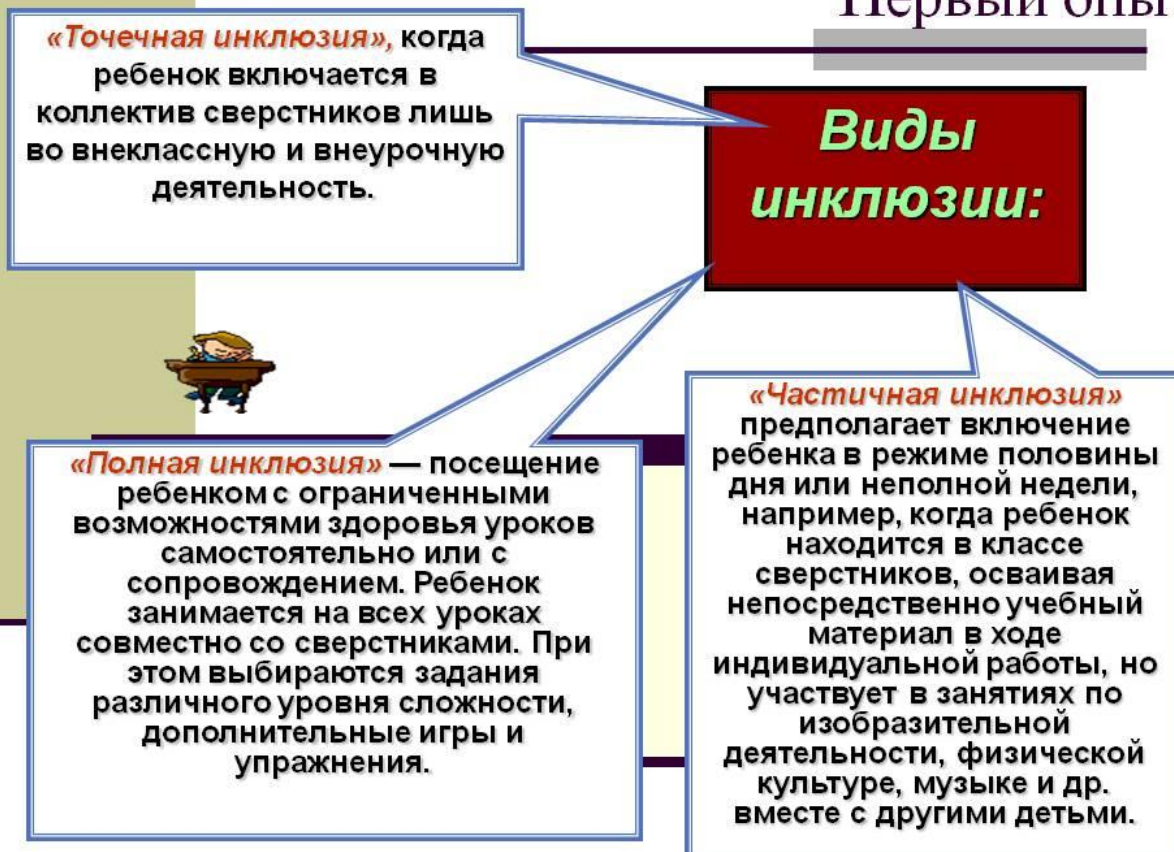 Первый опы
«Точечная инклюзия», когда
ребенок включается в
коллектив сверстников лишь
во внеклассную и внеурочную
деятельность.
Виды
инклюзии:
«Полная инклюзия» — посещение
ребенком с ограниченными
возможностями здоровья уроков
самостоятельно или с
сопровождением. Ребенок
занимается на всех уроках
совместно со сверстниками. При
этом выбираются задания
различного уровня сложности,
дополнительные игры и
упражнения.
«Частичная инклюзия»
предполагает включение
ребенка в режиме половины
дня или неполной недели,
например, когда ребенок
находится в классе
сверстников, осваивая
непосредственно учебный
материал в ходе
индивидуальной работы, но
участвует в занятиях по
изобразительной
деятельности, физической
культуре, музыке и др.
вместе с другими детьми.